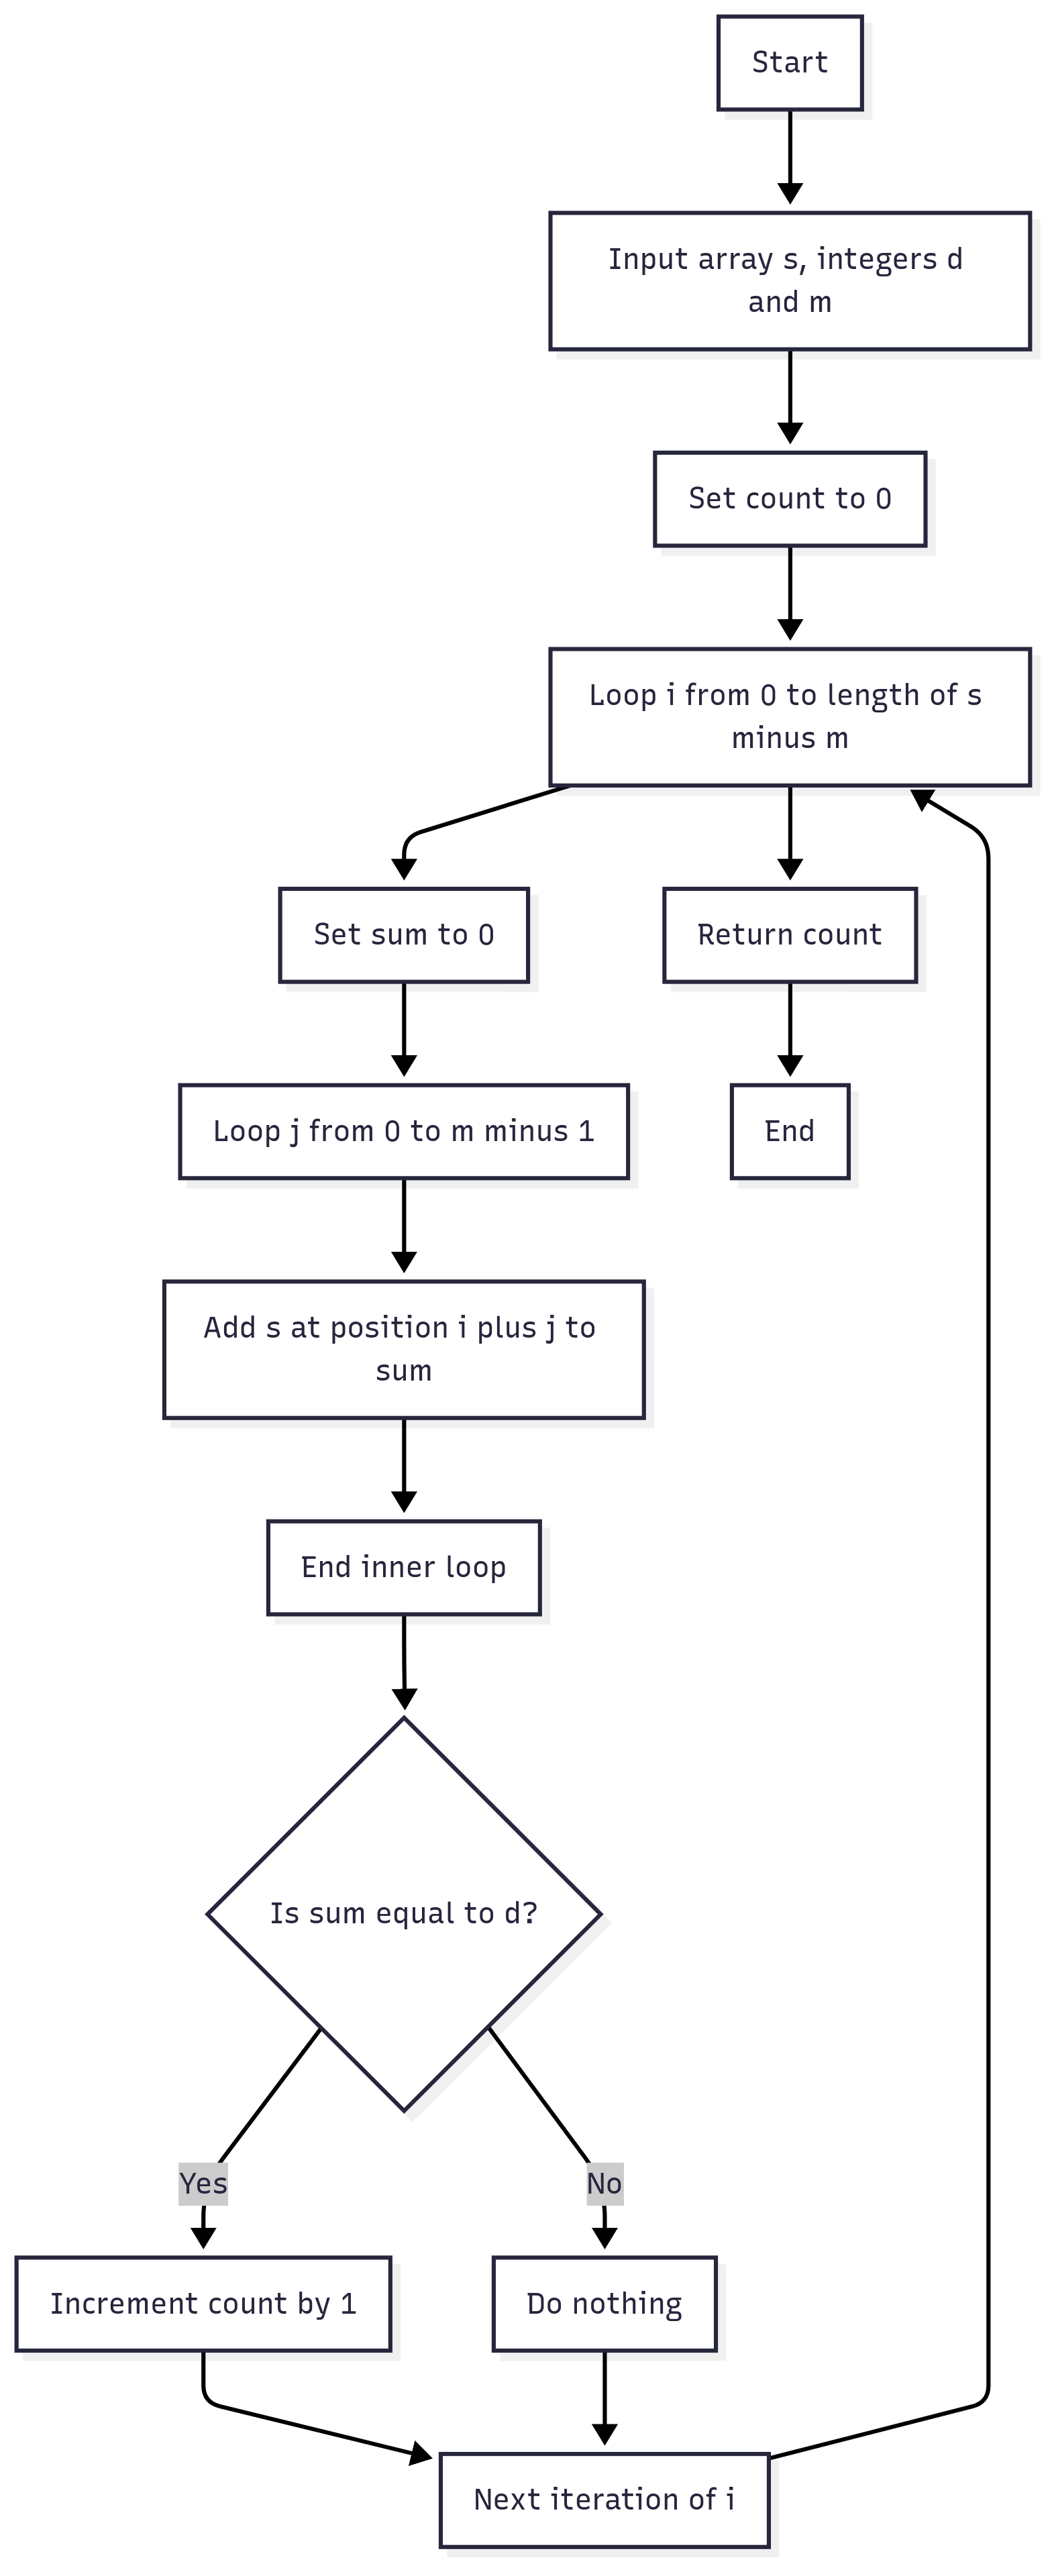 Start
Input array s, integers d
and m
Set count to 0
Loop i from 0 to length of s
minus m
Set sum to 0
Return count
Loop j from 0 to m minus 1
End
Add s at position i plus j to
sum
End inner loop
Is sum equal to d?
Yes
No
Increment count by 1
Do nothing
Next iteration of i